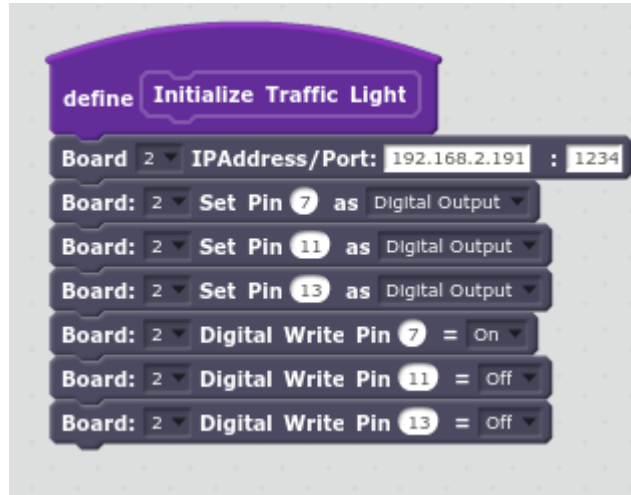 define Initialize Traffic Light
Board 2 IPAddress/Port: 192.168.2.191 : 1234
Board: 2 Set Pin 7 as Digital Output
Board: 2 Set Pin 11 as Digital Output
Board: 2 Set Pin 13 as Digital Output
Board: 2 Digital Write Pin 7 = On
Board: 2 Digital Write Pin 11 = Off
Board: 2 Digital Write Pin 13 = Off